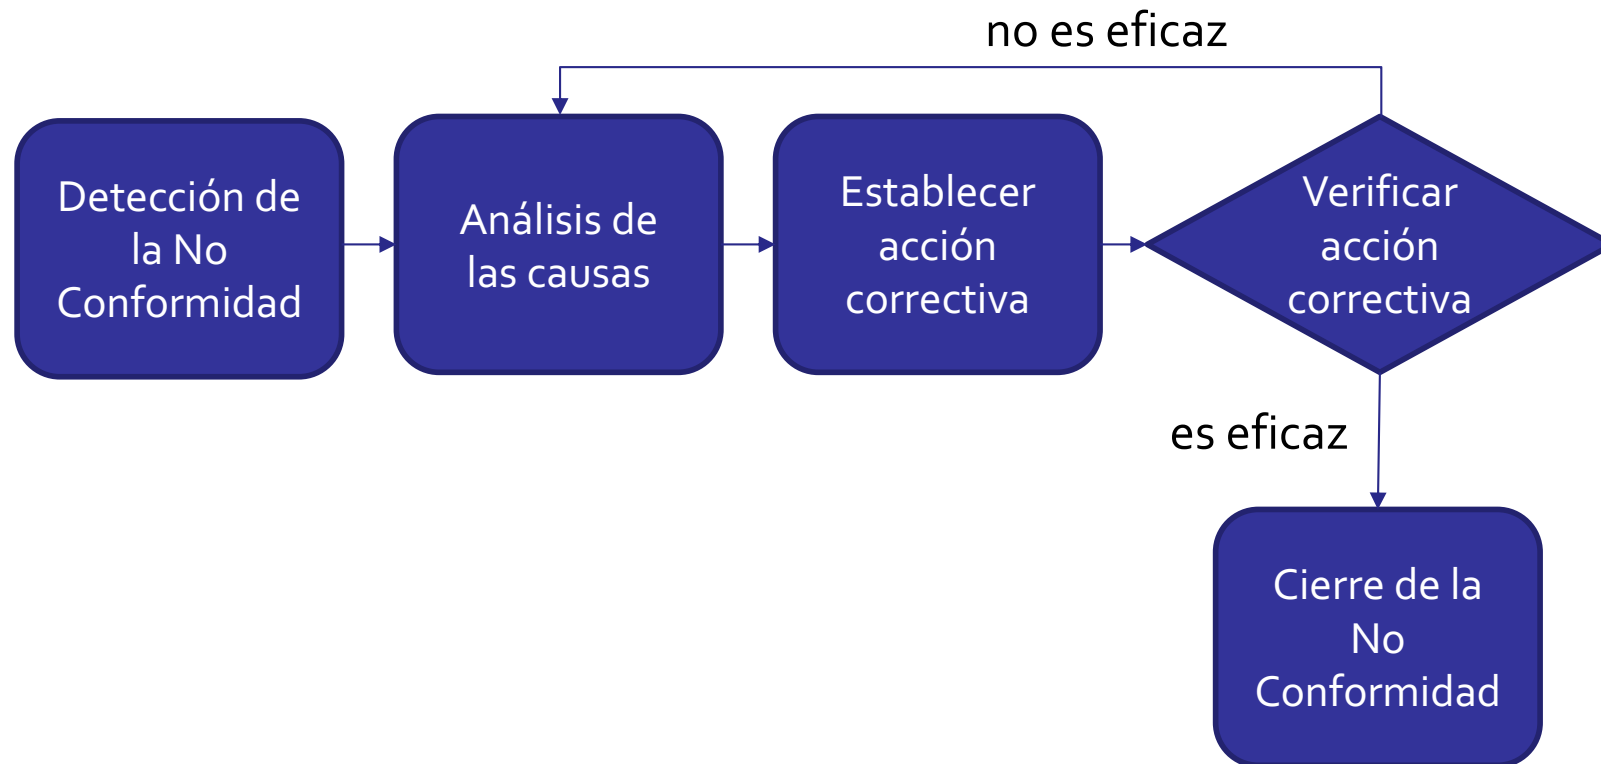 no es eficaz
Detección de
la No
Conformidad
Análisis de
las causas
Establecer
acción
correctiva
Verificar
acción
correctiva
es eficaz
Cierre de la
No
Conformidad